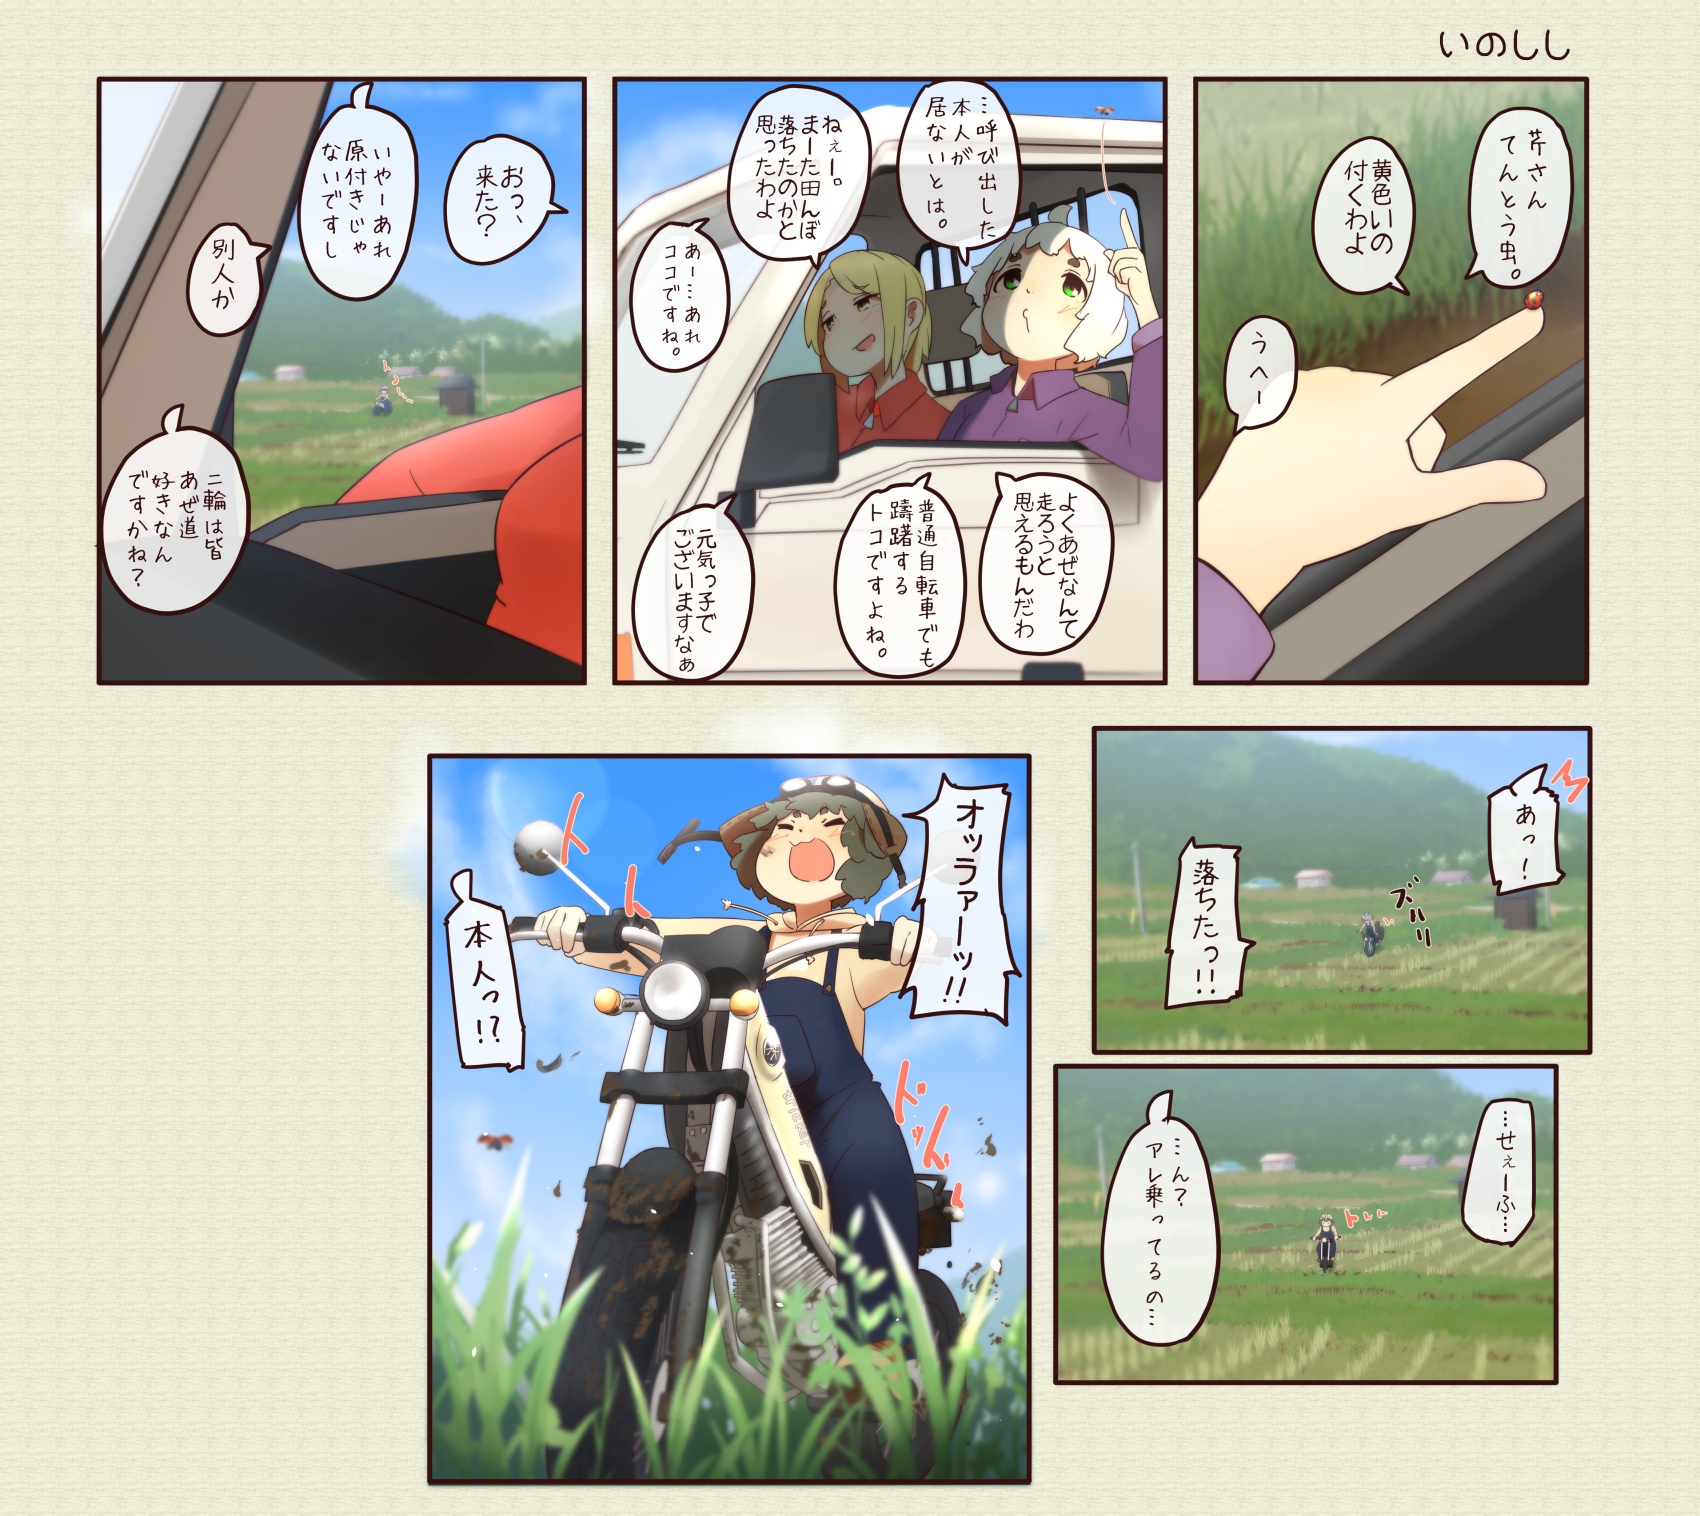 いのしし
芹さん
てんとう虫。
黄色いの
付くわよ
うへー
…呼び出した
本人が
居ないとは。
ねぇー。
まーた田んぼ
落ちたのかと
思ったわよ
あー…あれ
ココですね。
よくあぜなんて
走ろうと
思えるもんだわ
普通自転車でも
躊躇する
トコですよね。
元気っ子で
ございますなぁ
おっ、
来た?
いやーあれ
原付きじゃ
ないですし
別人か
トトト
二輪は皆
あぜ道
好きなん
ですかね?
あっ!
ズルリ
落ちたっ!!
…せぇーふ…
トトト
…ん?
アレ乗ってるの…
オッラァーッ!!
ト
ト
ドッドッ
ト
CRICKET
本人っ!?